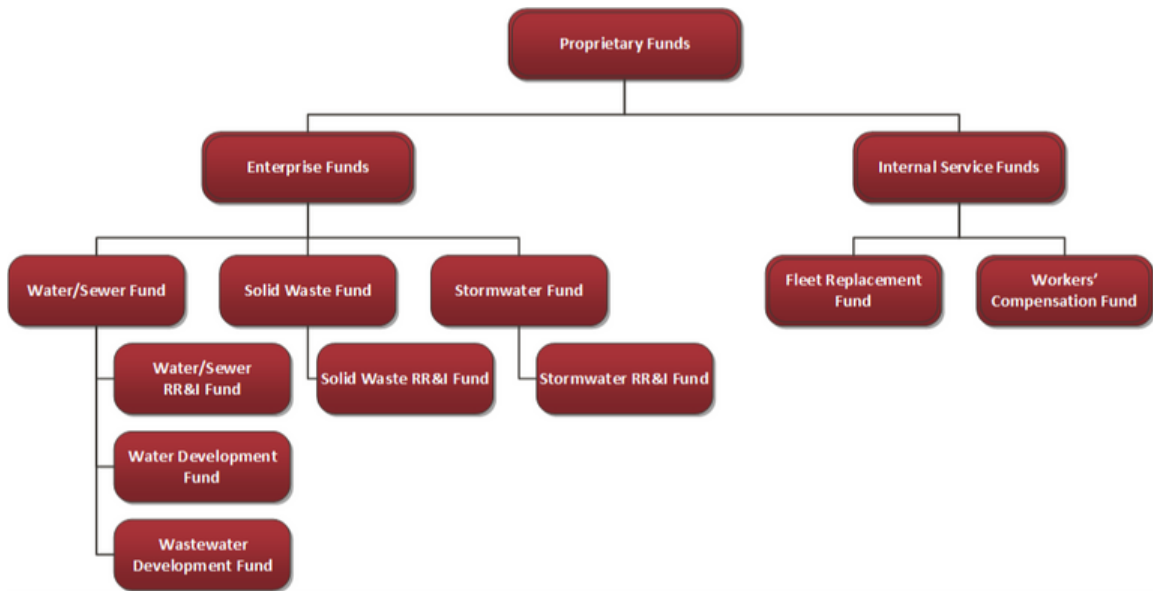 Proprietary Funds
Enterprise Funds
Internal Service Funds
Water/Sewer Fund
Solid Waste Fund
Stormwater Fund
Fleet Replacement
Fund
Workers'
Compensation Fund
Water/Sewer
RR&I Fund
Solid Waste RR&I Fund
Stormwater RR&I Fund
Water Development
Fund
Wastewater
Development Fund